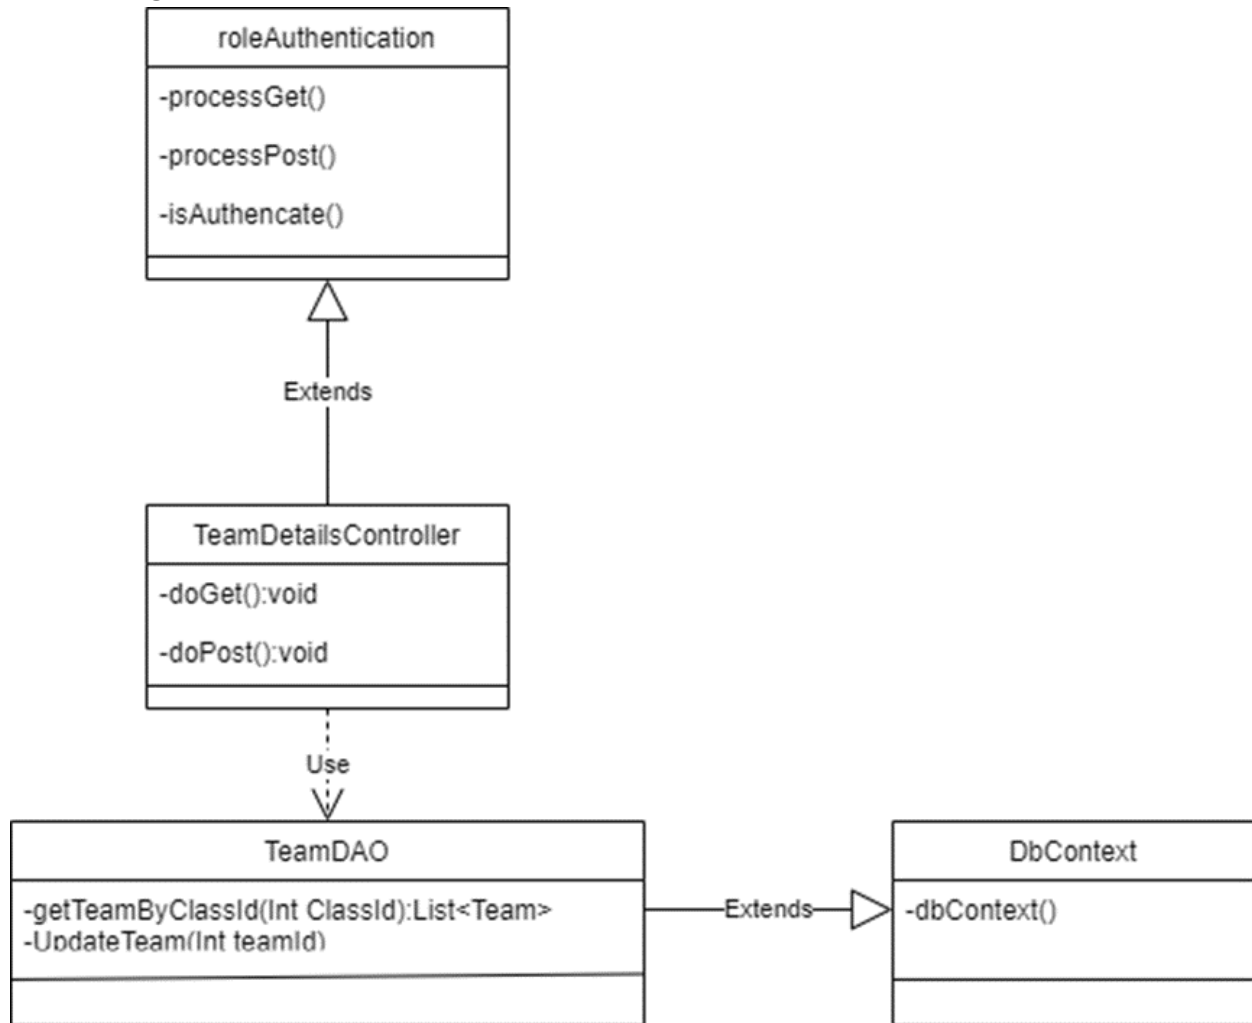 roleAuthentication
-processGet()
-processPost()
-isAuthencate()
Extends
TeamDetailsController
-doGet():void
-doPost():void
Use
TeamDAO
-getTeamByClassId(Int ClassId):List<Team>
-UpdateTeam(Int teamId)
Extends
DbContext
-dbContext()